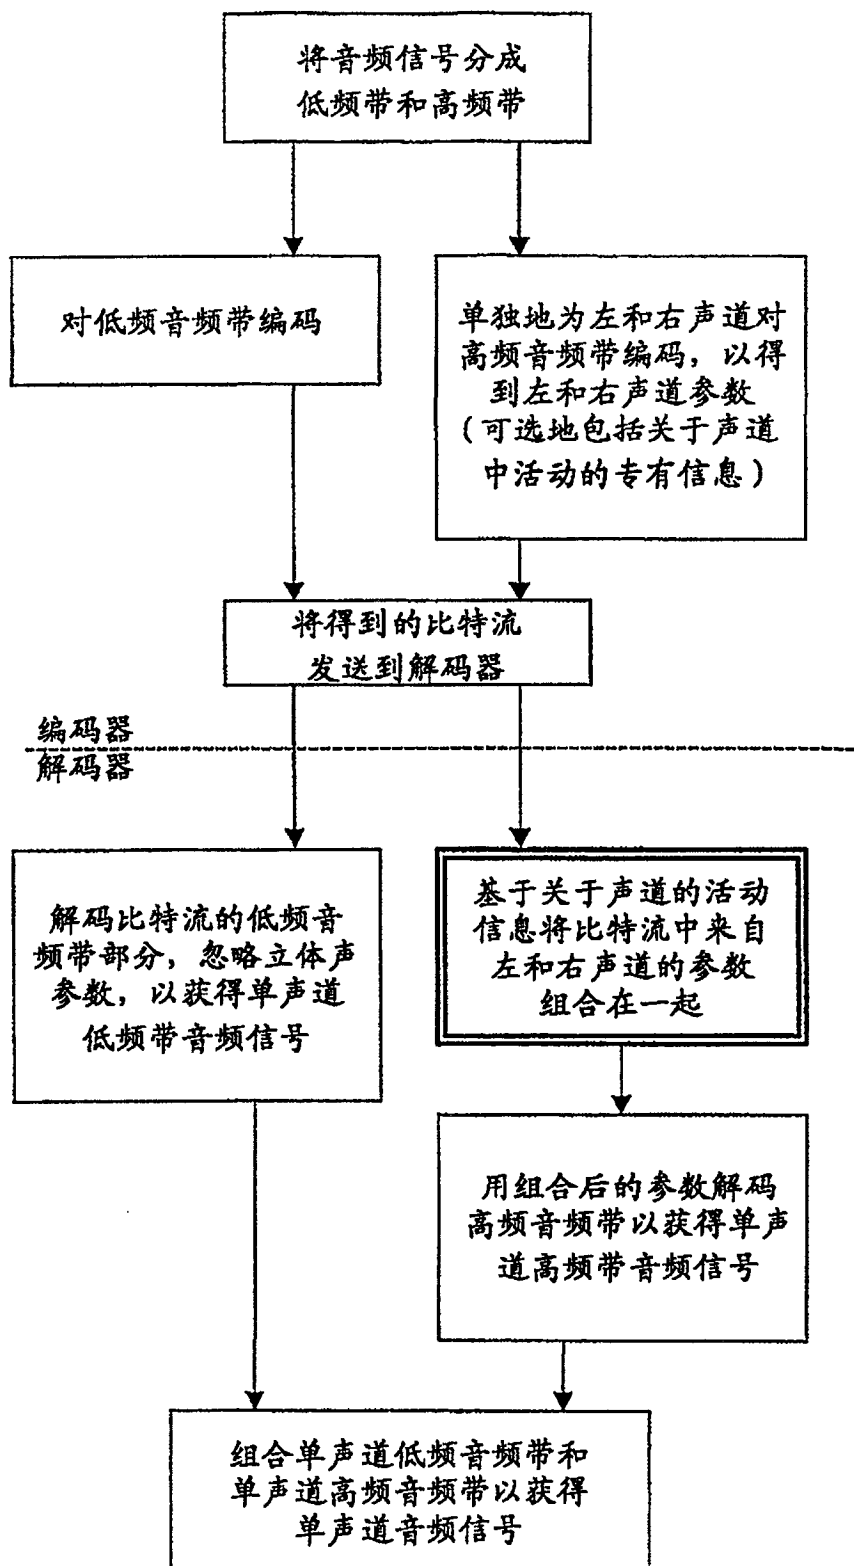 将音频信号分成
低频带和高频带
对低频音频带编码
单独地为左和右声道对
高频音频带编码，以得
到左和右声道参数
（可选地包括关于声道
中活动的专有信息）
将得到的比特流
发送到解码器
编码器
解码器
解码比特流的低频音
频带部分，忽略立体声
参数，以获得单声道
低频带音频信号
基于关于声道的活动
信息将比特流中来自
左和右声道的参数
组合在一起
用组合后的参数解码
高频音频带以获得单声
道高频带音频信号
组合单声道低频音频带和
单声道高频音频带以获得
单声道音频信号